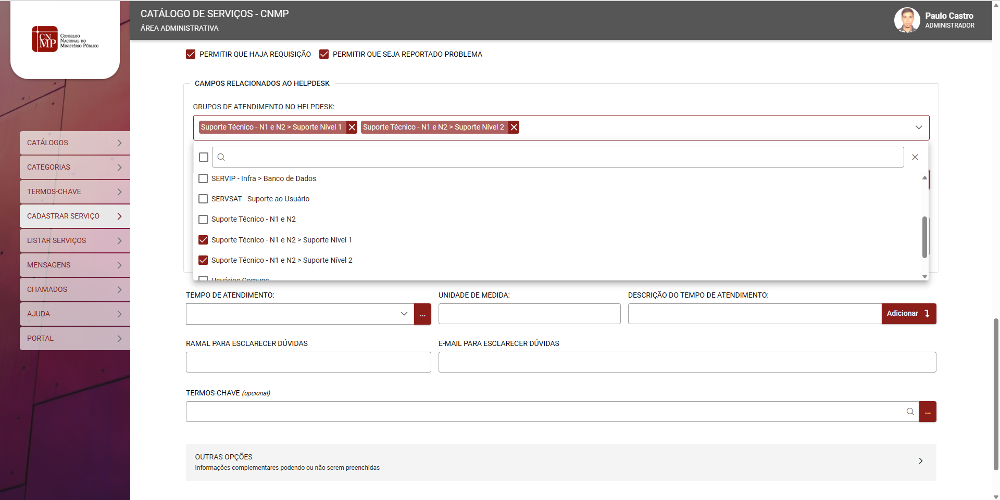 CATÁLOGO DE SERVIÇOS - CNMP
ÁREA ADMINISTRATIVA
Paulo Castro
ADMINISTRADOR
CN
MP
CONSELHO
NACIONAL DO
MINISTÉRIO PÚBLICO
CATÁLOGOS
CATEGORIAS
TERMOS-CHAVE
CADASTRAR SERVIÇO
LISTAR SERVIÇOS
MENSAGENS
CHAMADOS
AJUDA
PORTAL
PERMITIR QUE HAJA REQUISIÇÃO
PERMITIR QUE SEJA REPORTADO PROBLEMA
CAMPOS RELACIONADOS AO HELPDESK
GRUPOS DE ATENDIMENTO NO HELPDESK:
Suporte Técnico - N1 e N2 > Suporte Nível 1
Suporte Técnico - N1 e N2 > Suporte Nível 2
SERVIP - Infra > Banco de Dados
SERVSAT - Suporte ao Usuário
Suporte Técnico - N1 e N2
Suporte Técnico - N1 e N2 > Suporte Nível 1
Suporte Técnico - N1 e N2 > Suporte Nível 2
Usuários Comuns
TEMPO DE ATENDIMENTO:
...
UNIDADE DE MEDIDA:
DESCRIÇÃO DO TEMPO DE ATENDIMENTO:
Adicionar
RAMAL PARA ESCLARECER DÚVIDAS
E-MAIL PARA ESCLARECER DÚVIDAS
TERMOS-CHAVE (opcional)
...
OUTRAS OPÇÕES
Informações complementares podendo ou não serem preenchidas